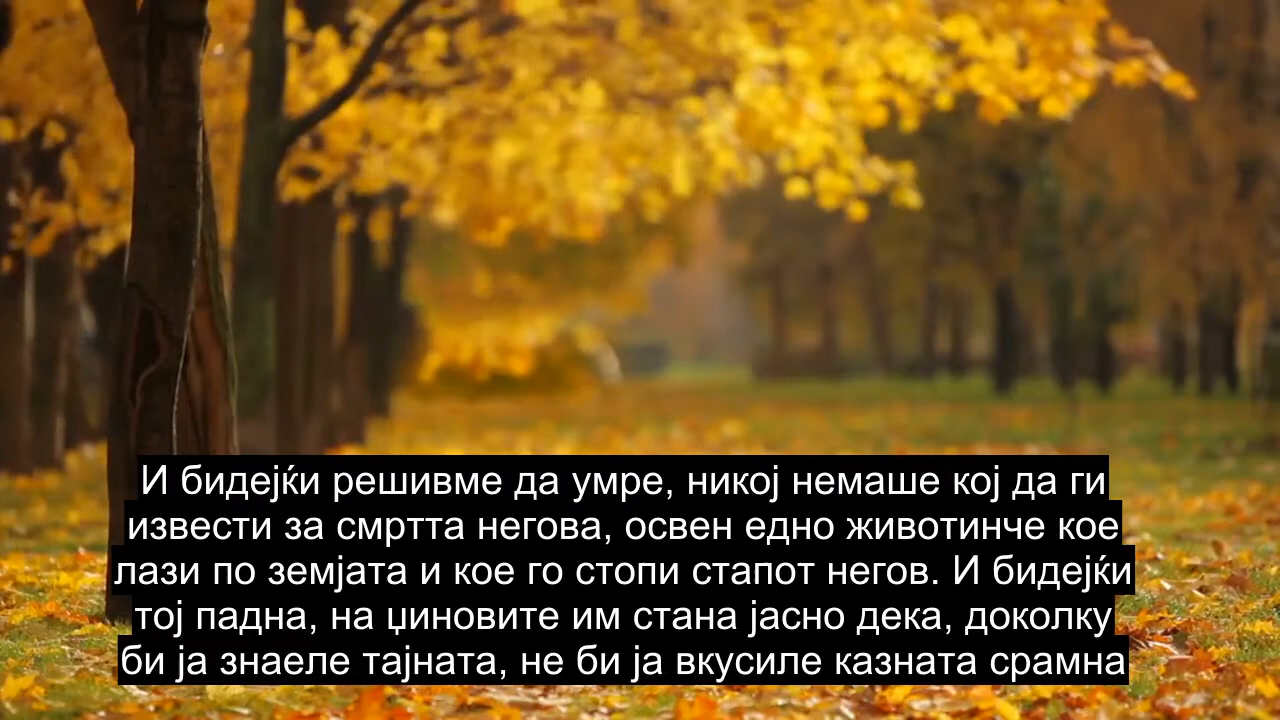 И бидејќи решивме да умре, никој немаше кој да ги
извести за смртта негова, освен едно животинче кое
лази по земјата и кое го стопи стапот негов. И бидејќи
тој падна, на џиновите им стана јасно дека, доколку
би ја знаеле тајната, не би ја вкусиле казната срамна